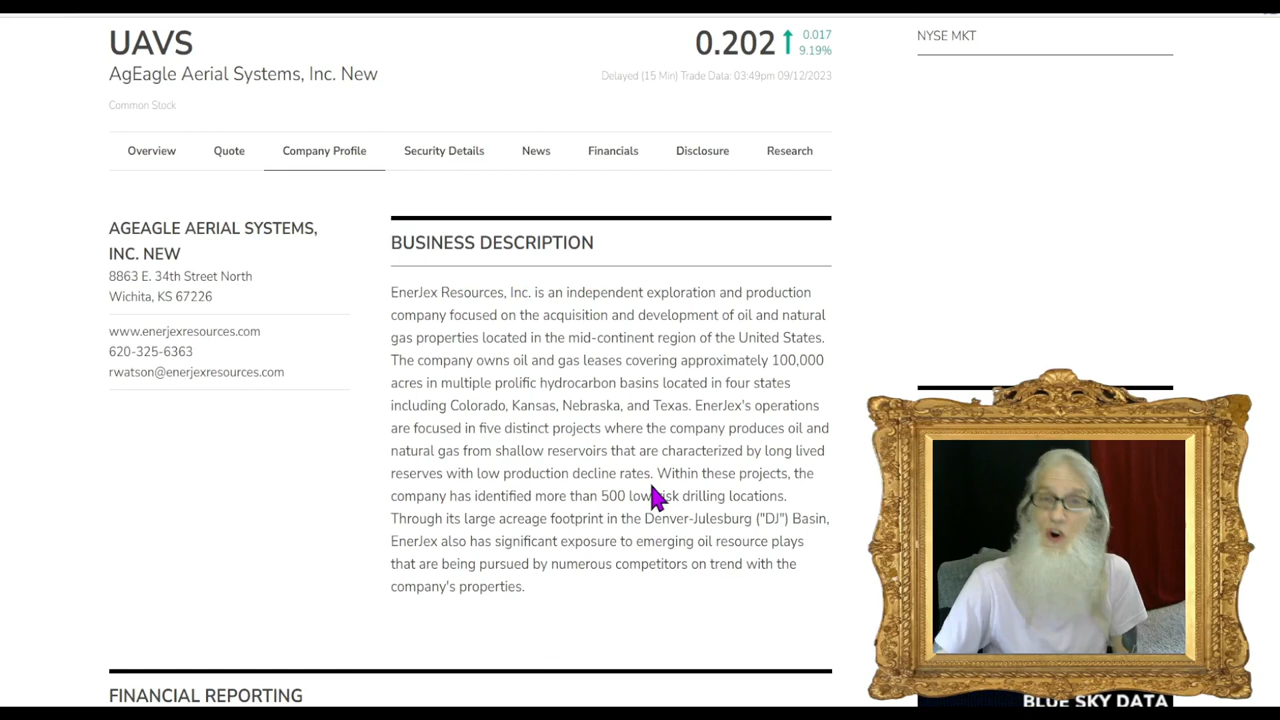 UAVS
0.202
0.017
9.19%
NYSE MKT
AgEagle Aerial Systems, Inc. New
Delayed (15 Min) Trade Data: 03:49pm 09/12/2023
Common Stock
Overview Quote Company Profile Security Details News Financials Disclosure Research
AGEAGLE AERIAL SYSTEMS,
INC. NEW
8863 E. 34th Street North
Wichita, KS 67226
www.enerjexresources.com
620-325-6363
rwatson@enerjexresources.com
BUSINESS DESCRIPTION
EnerJex Resources, Inc. is an independent exploration and production
company focused on the acquisition and development of oil and natural
gas properties located in the mid-continent region of the United States.
The company owns oil and gas leases covering approximately 100,000
acres in multiple prolific hydrocarbon basins located in four states
including Colorado, Kansas, Nebraska, and Texas. EnerJex's operations
are focused in five distinct projects where the company produces oil and
natural gas from shallow reservoirs that are characterized by long lived
reserves with low production decline rates. Within these projects, the
company has identified more than 500 low risk drilling locations.
Through its large acreage footprint in the Denver-Julesburg ("DJ") Basin,
EnerJex also has significant exposure to emerging oil resource plays
that are being pursued by numerous competitors on trend with the
company's properties.
FINANCIAL REPORTING
BLUE SKY DATA